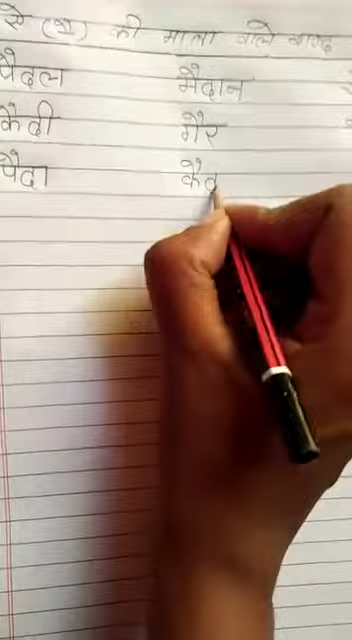 से (ै) की मात्रा वाले शब्द
पैदल मैदान
कैदी गैर
पैदा कैव